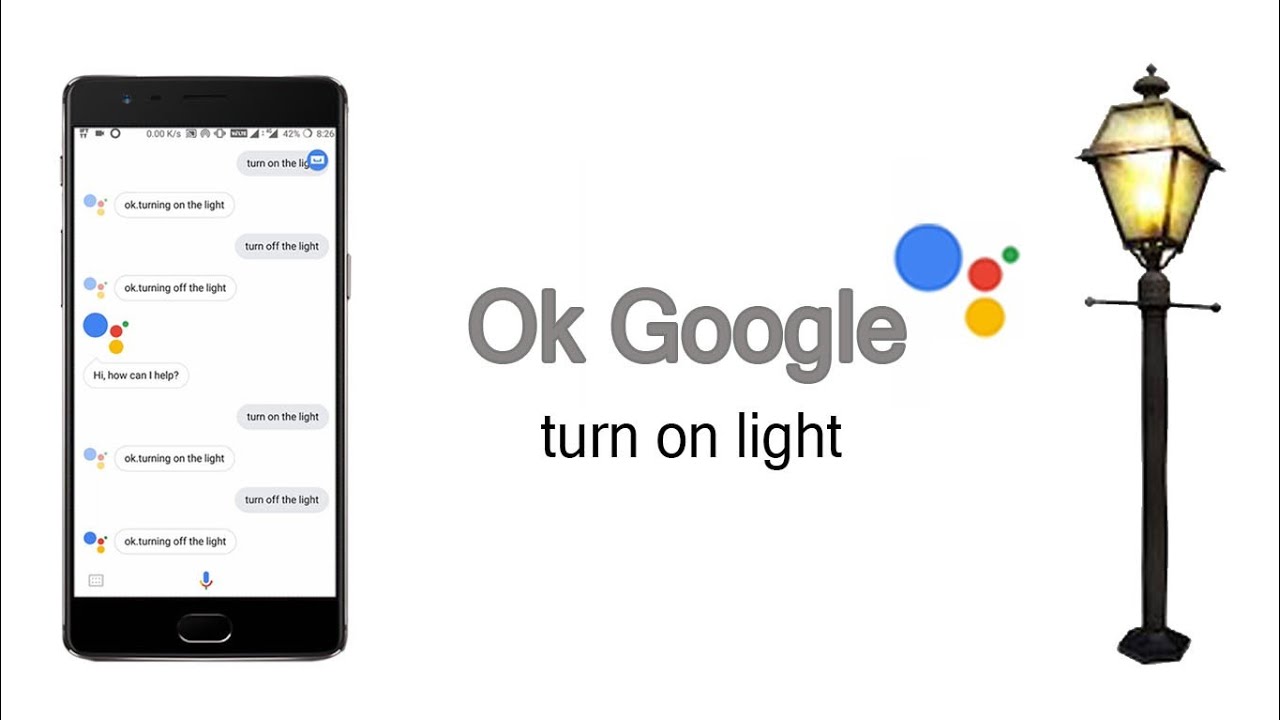 0.00 K/s VoLTE 4G 42% 8:26
turn on the lig
ok.turning on the light
turn off the light
ok.turning off the light
Hi, how can I help?
turn on the light
ok.turning on the light
turn off the light
ok.turning off the light
Ok Google
turn on light